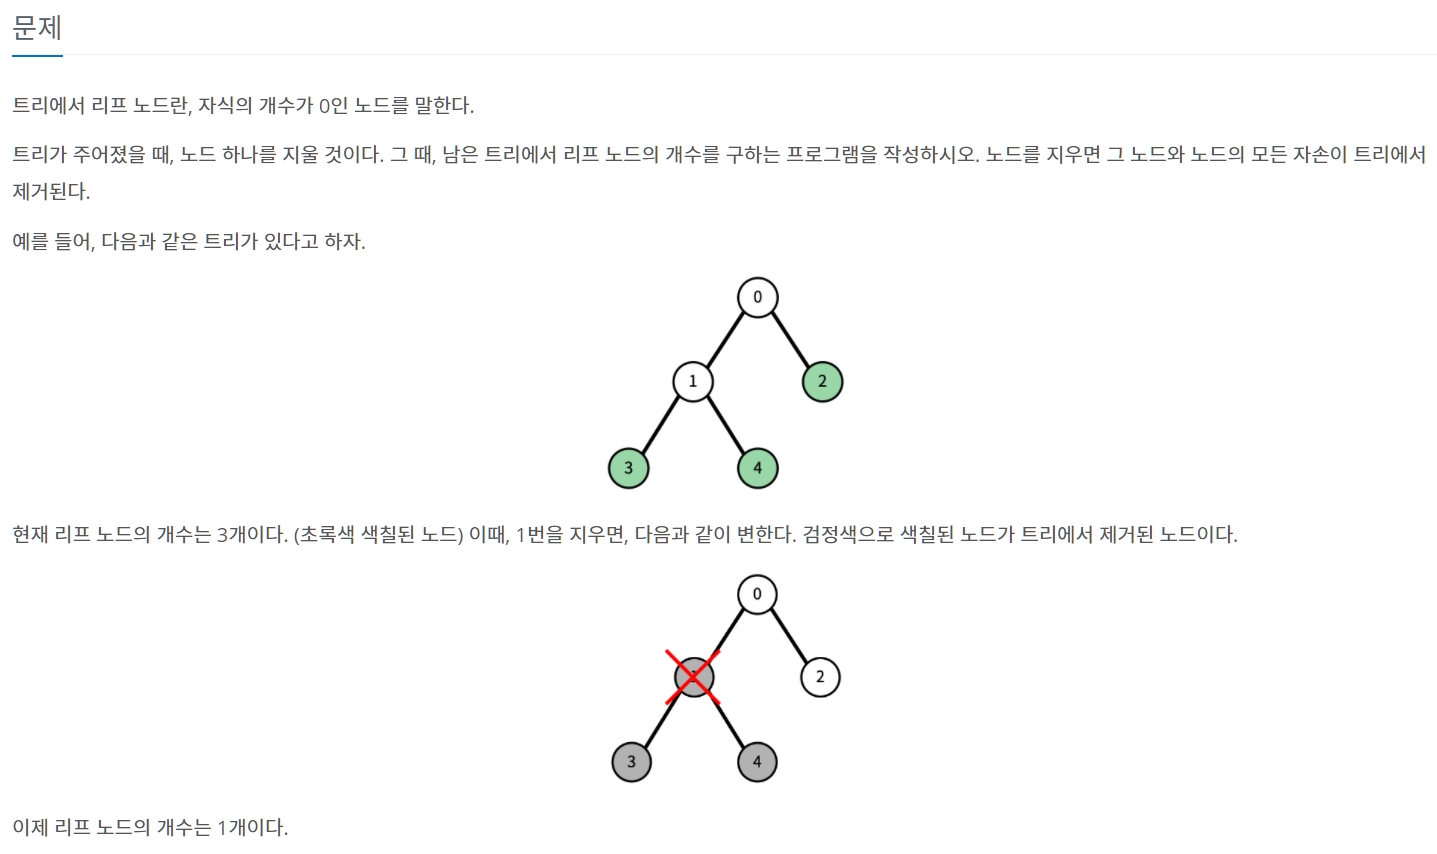 문제
트리에서 리프 노드란, 자식의 개수가 0인 노드를 말한다.
트리가 주어졌을 때, 노드 하나를 지울 것이다. 그 때, 남은 트리에서 리프 노드의 개수를 구하는 프로그램을 작성하시오. 노드를 지우면 그 노드와 노드의 모든 자손이 트리에서
제거된다.
예를 들어, 다음과 같은 트리가 있다고 하자.
0
1 2
3 4
현재 리프 노드의 개수는 3개이다. (초록색 색칠된 노드) 이때, 1번을 지우면, 다음과 같이 변한다. 검정색으로 색칠된 노드가 트리에서 제거된 노드이다.
0
1 2
3 4
이제 리프 노드의 개수는 1개이다.